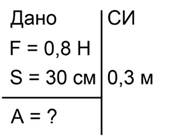 Дано СИ
F = 0,8 Н
S = 30 см 0,3 м
A = ?